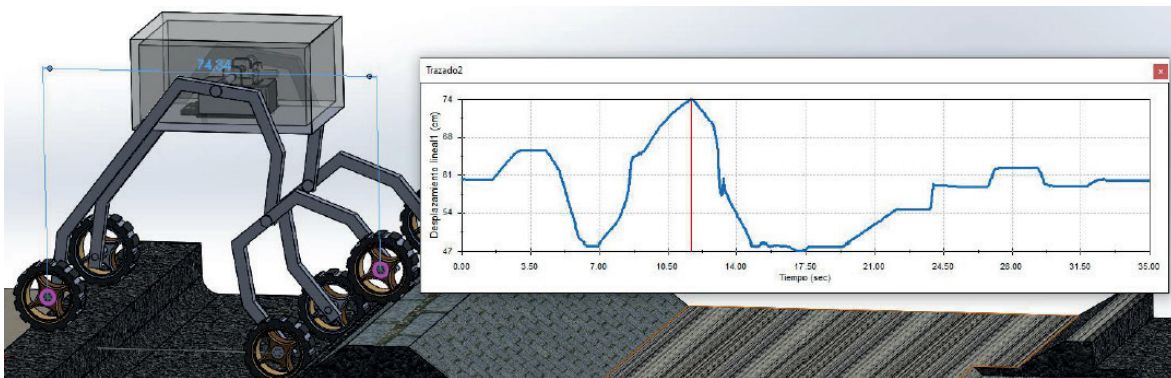 74,34
Trazado2
x
Desplazamiento lineal1 (cm)
74
68
61
54
47
0.00 3.50 7.00 10.50 14.00 17.50 21.00 24.50 28.00 31.50 35.00
Tiempo (sec)